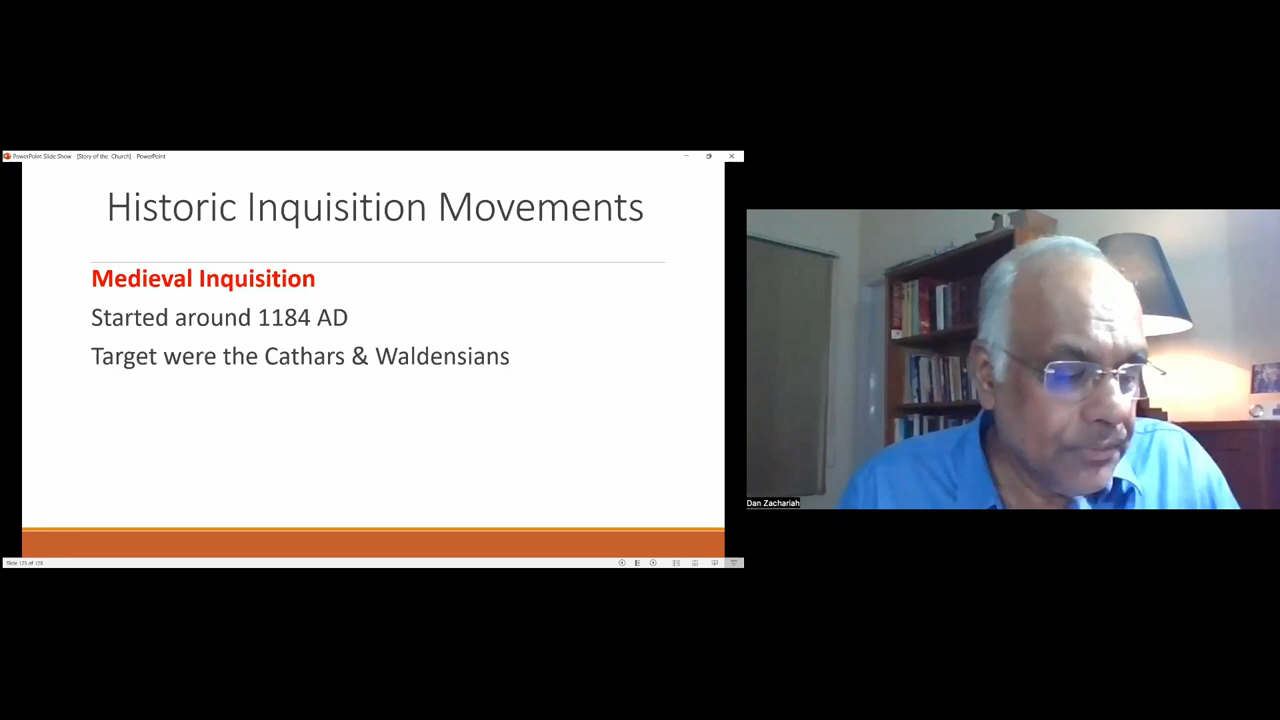 PowerPoint Slide Show - [Story of the Church] - PowerPoint
Historic Inquisition Movements
Medieval Inquisition
Started around 1184 AD
Target were the Cathars & Waldensians
Dan Zachariah